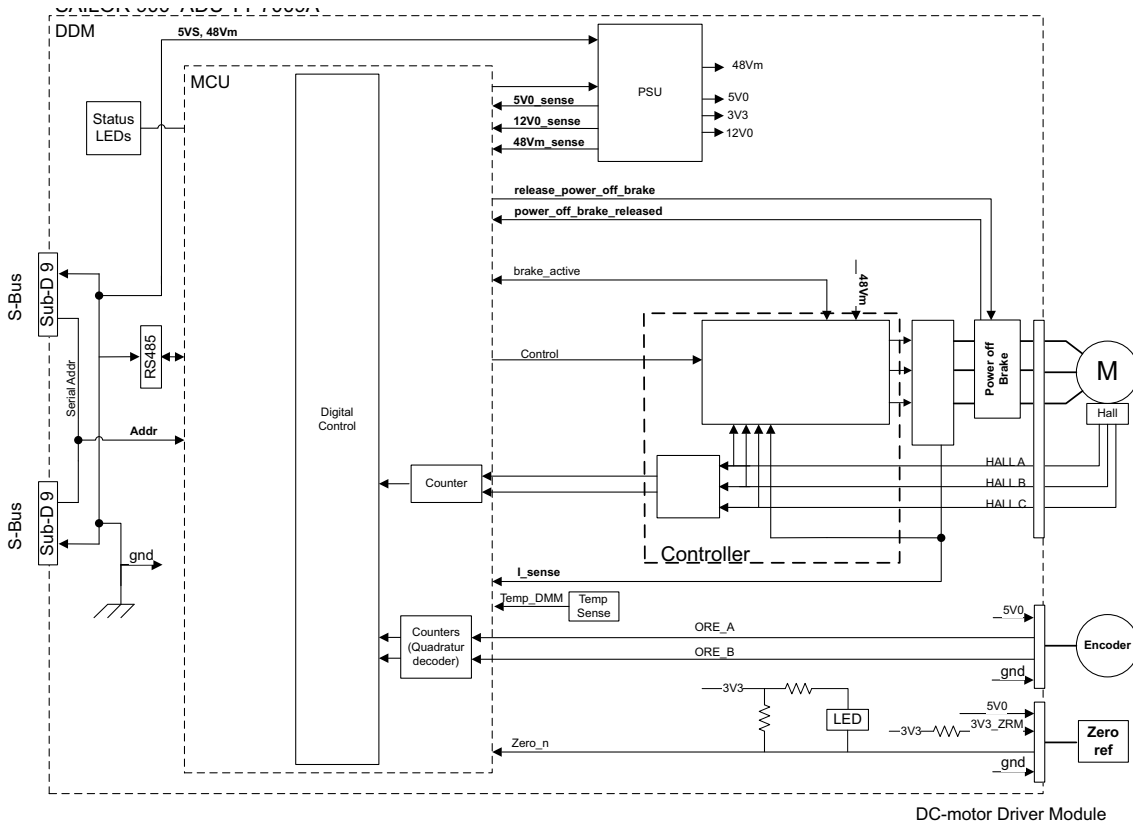 DDM
5VS, 48Vm
MCU
PSU
48Vm
5V0
3V3
12V0
5V0_sense
12V0_sense
48Vm_sense
Status
LEDs
release_power_off_brake
power_off_brake_released
S-Bus
Sub-D 9
brake_active
48Vm
RS485
Control
Power off
Brake
M
Hall
Serial Addr
Digital
Control
Addr
HALL_A
HALL_B
HALL_C
Counter
S-Bus
Sub-D 9
gnd
Controller
I_sense
Temp_DMM
Temp
Sense
5V0
Counters
(Quadratur
decoder)
ORE_A
ORE_B
Encoder
gnd
3V3
LED
5V0
3V3
3V3_ZRM
Zero
ref
Zero_n
gnd
DC-motor Driver Module